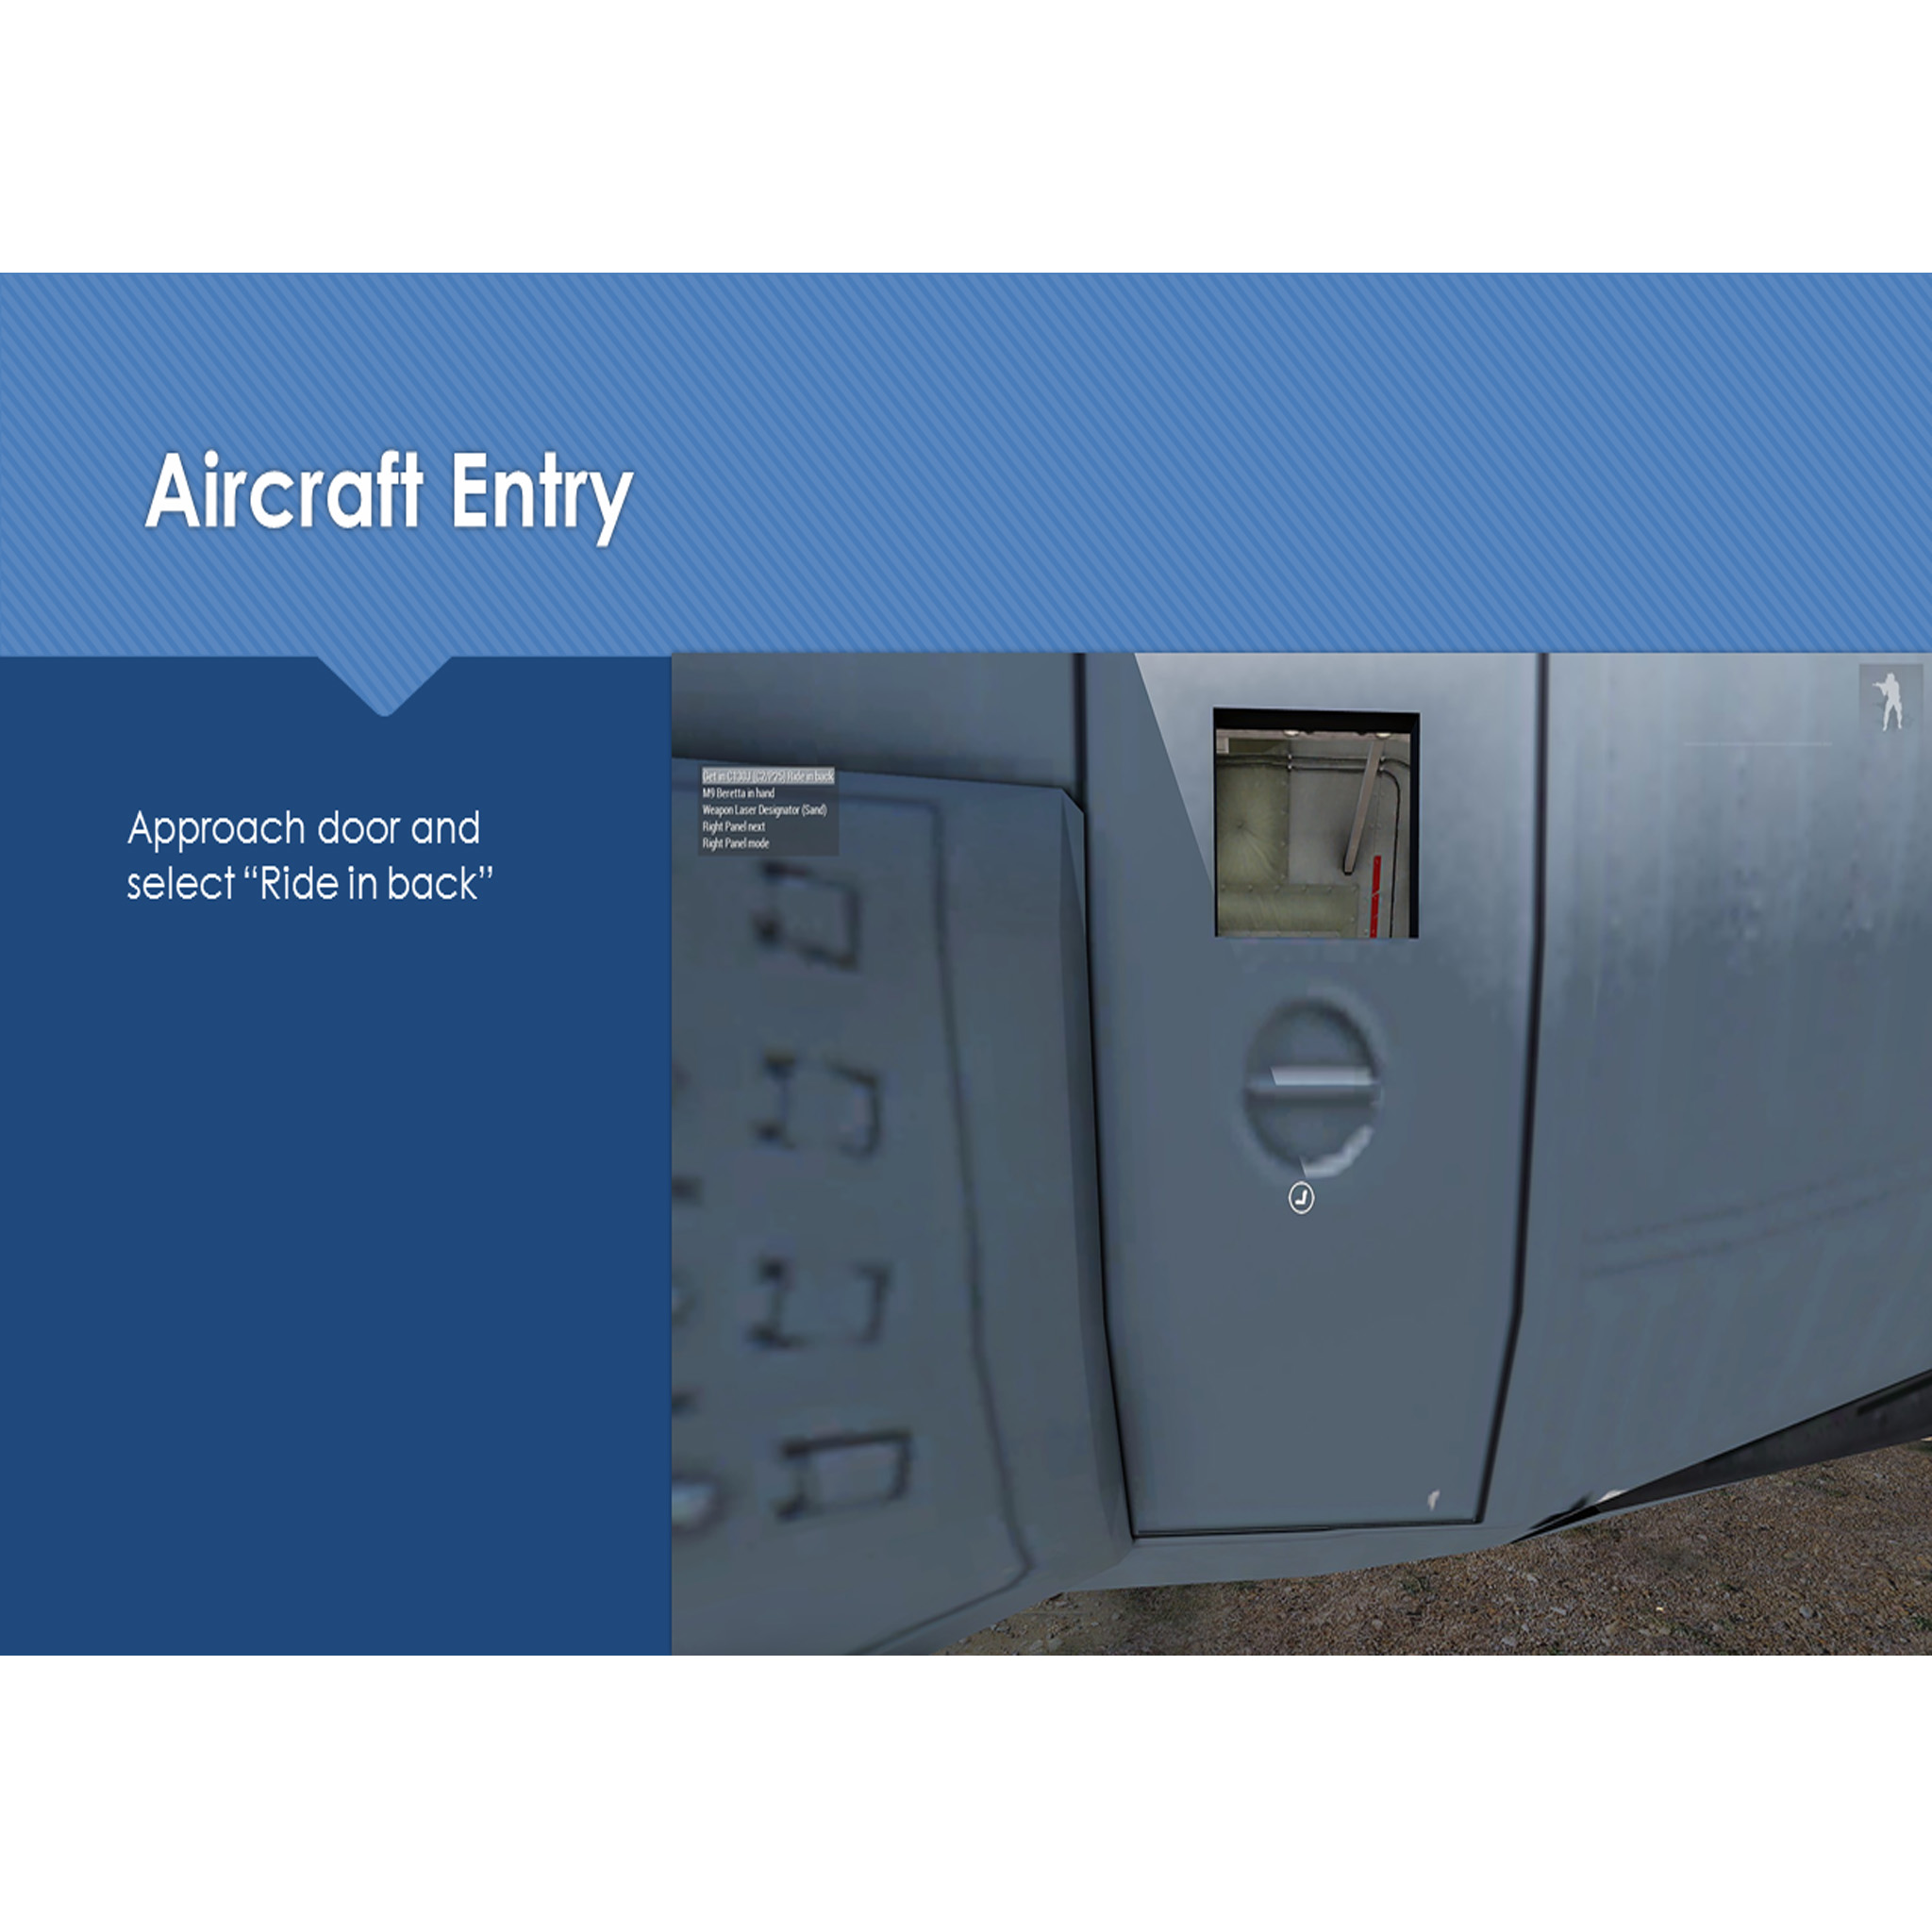 Aircraft Entry
Approach door and
select “Ride in back”
Get in C130J (C2/P25) Ride in back
M9 Beretta in hand
Weapon Laser Designator (Sand)
Right Panel next
Right Panel mode